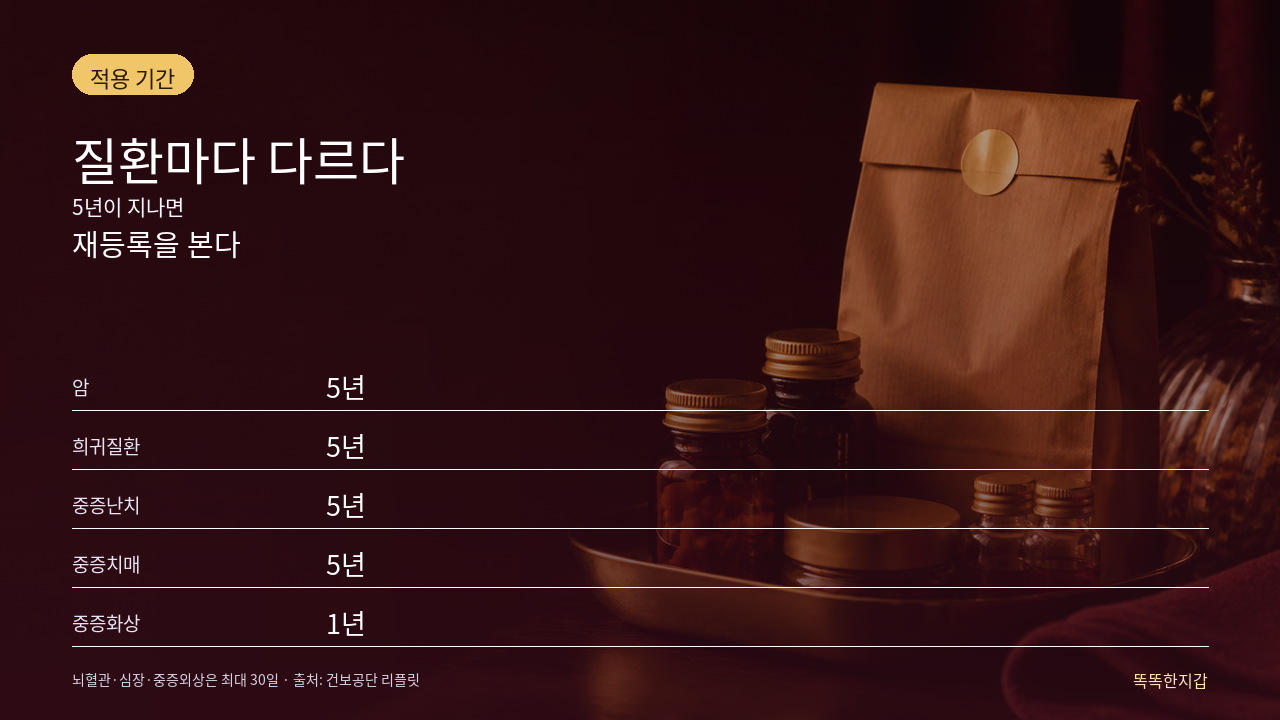 적용 기간
질환마다 다르다
5년이 지나면
재등록을 본다
암 5년
희귀질환 5년
중증난치 5년
중증치매 5년
중증화상 1년
뇌혈관·심장·중증외상은 최대 30일 · 출처: 건보공단 리플릿
똑똑한지갑